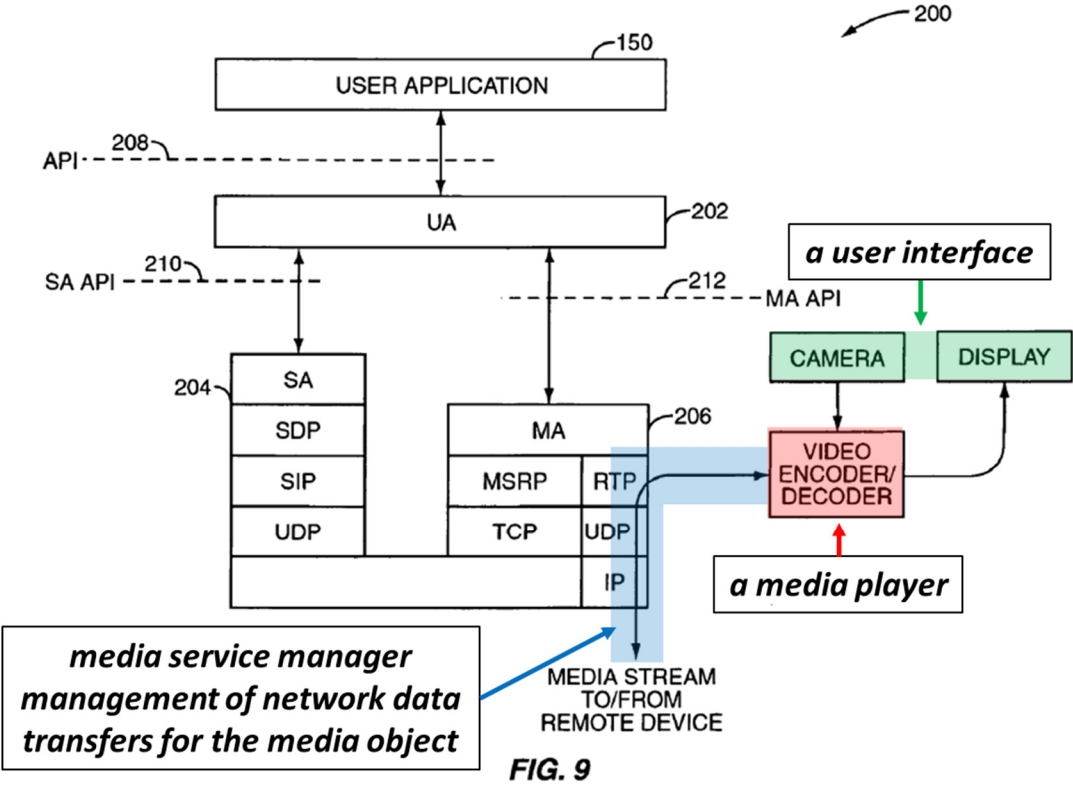 200
150
USER APPLICATION
208
API
UA
202
a user interface
210
SA API
212
MA API
CAMERA
DISPLAY
204
SA
206
SDP
MA
VIDEO
ENCODER/
DECODER
SIP
MSRP
RTP
UDP
TCP
UDP
IP
a media player
media service manager
management of network data
transfers for the media object
MEDIA STREAM
TO/FROM
REMOTE DEVICE
FIG. 9